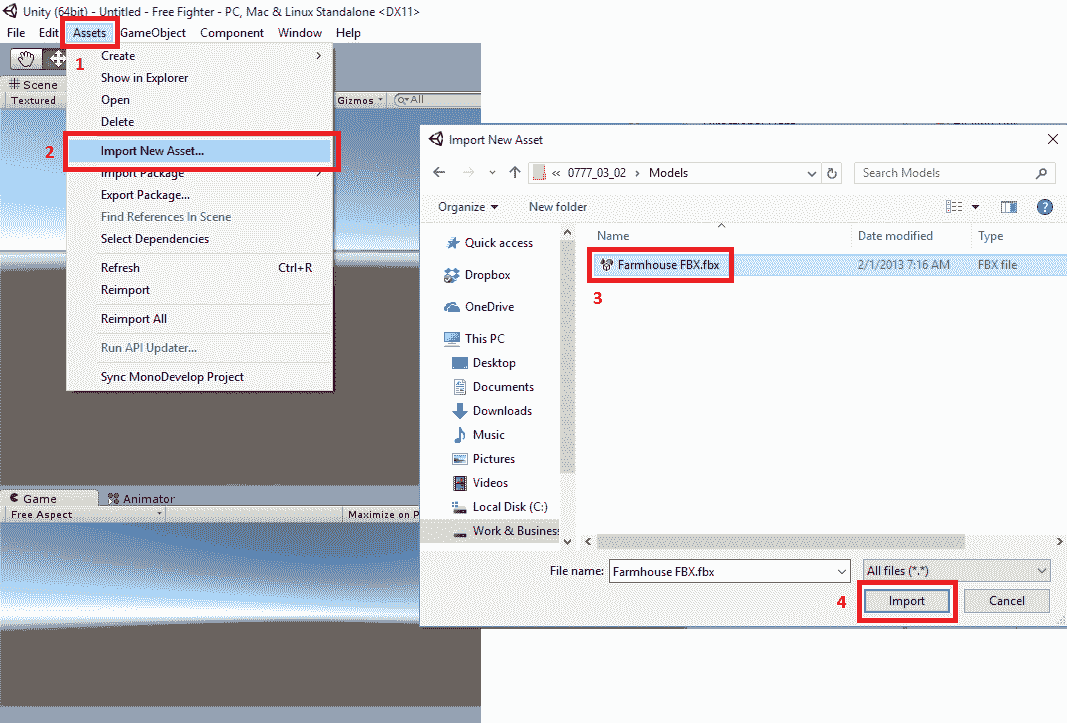 Unity (64bit) - Untitled - Free Fighter - PC, Mac & Linux Standalone <DX11>
File Edit Assets GameObject Component Window Help
1
Create
Show in Explorer
Open
Delete
2 Import New Asset...
Import Package
Export Package...
Find References In Scene
Select Dependencies
Refresh Ctrl+R
Reimport
Reimport All
Run API Updater...
Sync MonoDevelop Project
Scene
Textured Gizmos All
Game Animator
Free Aspect Maximize on P
Import New Asset
« 0777_03_02 › Models Search Models
Organize New folder
Name Date modified Type
Farmhouse FBX.fbx 2/1/2013 7:16 AM FBX file
3
Quick access
Dropbox
OneDrive
This PC
Desktop
Documents
Downloads
Music
Pictures
Videos
Local Disk (C:)
Work & Business
File name: Farmhouse FBX.fbx All files (*.*)
4 Import Cancel